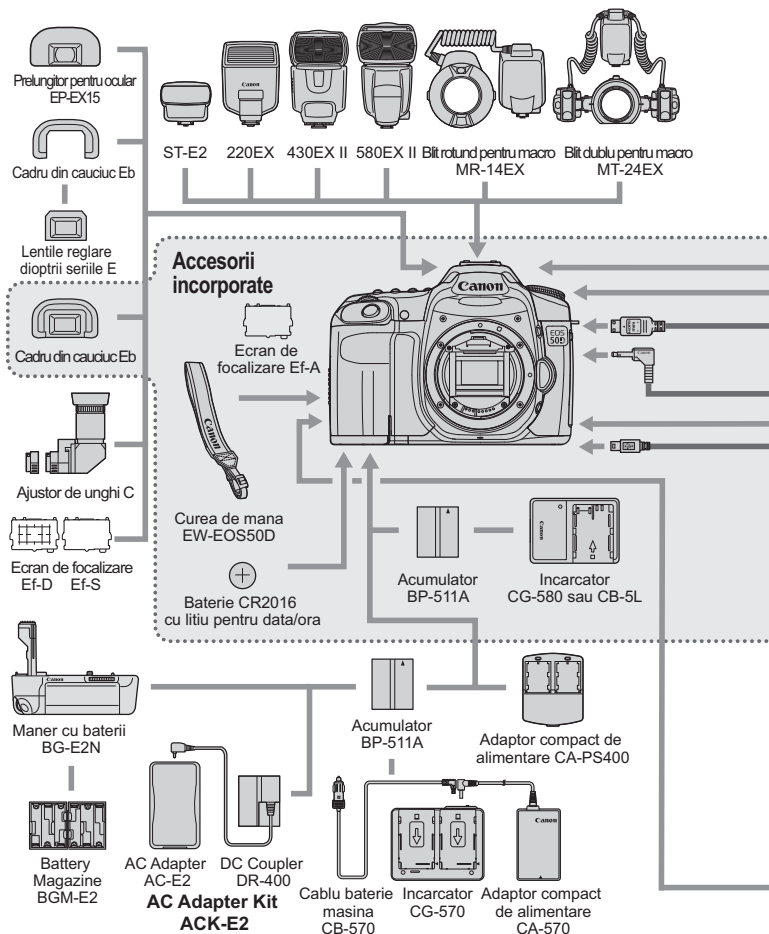 Prelungitor pentru ocular
EP-EX15
Cadru din cauciuc Eb
Lentile reglare
dioptrii seriile E
Cadru din cauciuc Eb
Ajustor de unghi C
Ecran de focalizare
Ef-D Ef-S
Canon
ST-E2
220EX
430EX II
580EX II
Blit rotund pentru macro
MR-14EX
Blit dublu pentru macro
MT-24EX
Accesorii
incorporate
Ecran de
focalizare Ef-A
Canon
EOS
50D
Canon
Curea de mana
EW-EOS50D
Baterie CR2016
cu litiu pentru data/ora
Acumulator
BP-511A
Canon
Incarcator
CG-580 sau CB-5L
Canon
Maner cu baterii
BG-E2N
Battery
Magazine
BGM-E2
AC Adapter
AC-E2
DC Coupler
DR-400
AC Adapter Kit
ACK-E2
Acumulator
BP-511A
Adaptor compact de
alimentare CA-PS400
Cablu baterie
masina
CB-570
Incarcator
CG-570
Canon
Adaptor compact
de alimentare
CA-570